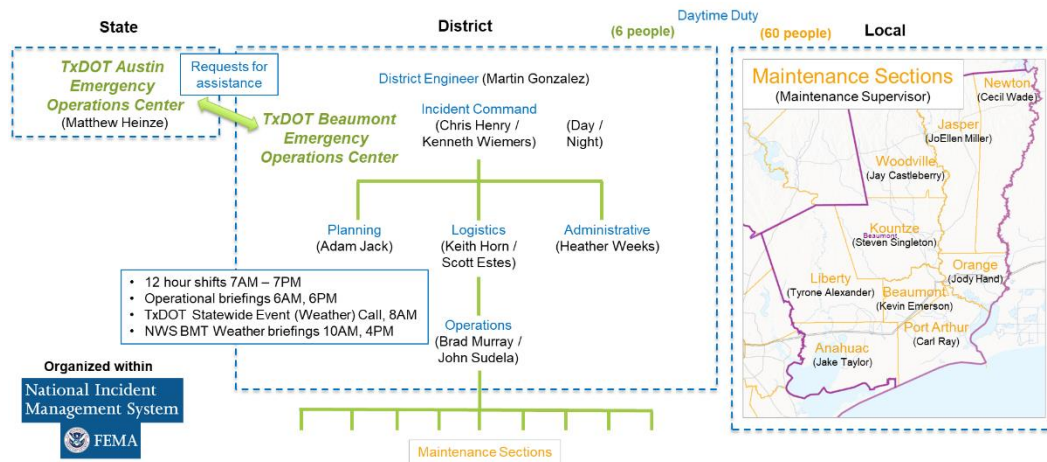 State
District
Daytime Duty
(6 people)
(60 people)
Local
TxDOT Austin
Emergency
Operations Center
(Matthew Heinze)
Requests for
assistance
TxDOT Beaumont
Emergency
Operations Center
District Engineer (Martin Gonzalez)
Incident Command
(Chris Henry /
Kenneth Wiemers)
(Day /
Night)
Planning
(Adam Jack)
Logistics
(Keith Horn /
Scott Estes)
Administrative
(Heather Weeks)
• 12 hour shifts 7AM – 7PM
• Operational briefings 6AM, 6PM
• TxDOT Statewide Event (Weather) Call, 8AM
• NWS BMT Weather briefings 10AM, 4PM
Operations
(Brad Murray /
John Sudela)
Maintenance Sections
Organized within
National Incident
Management System
FEMA
Maintenance Sections
(Maintenance Supervisor)
Newton
(Cecil Wade)
Jasper
(JoEllen Miller)
Woodville
(Jay Castleberry)
Kountze
Beaumont
(Steven Singleton)
Orange
(Jody Hand)
Liberty
(Tyrone Alexander)
Beaumont
(Kevin Emerson)
Port Arthur
(Carl Ray)
Anahuac
(Jake Taylor)